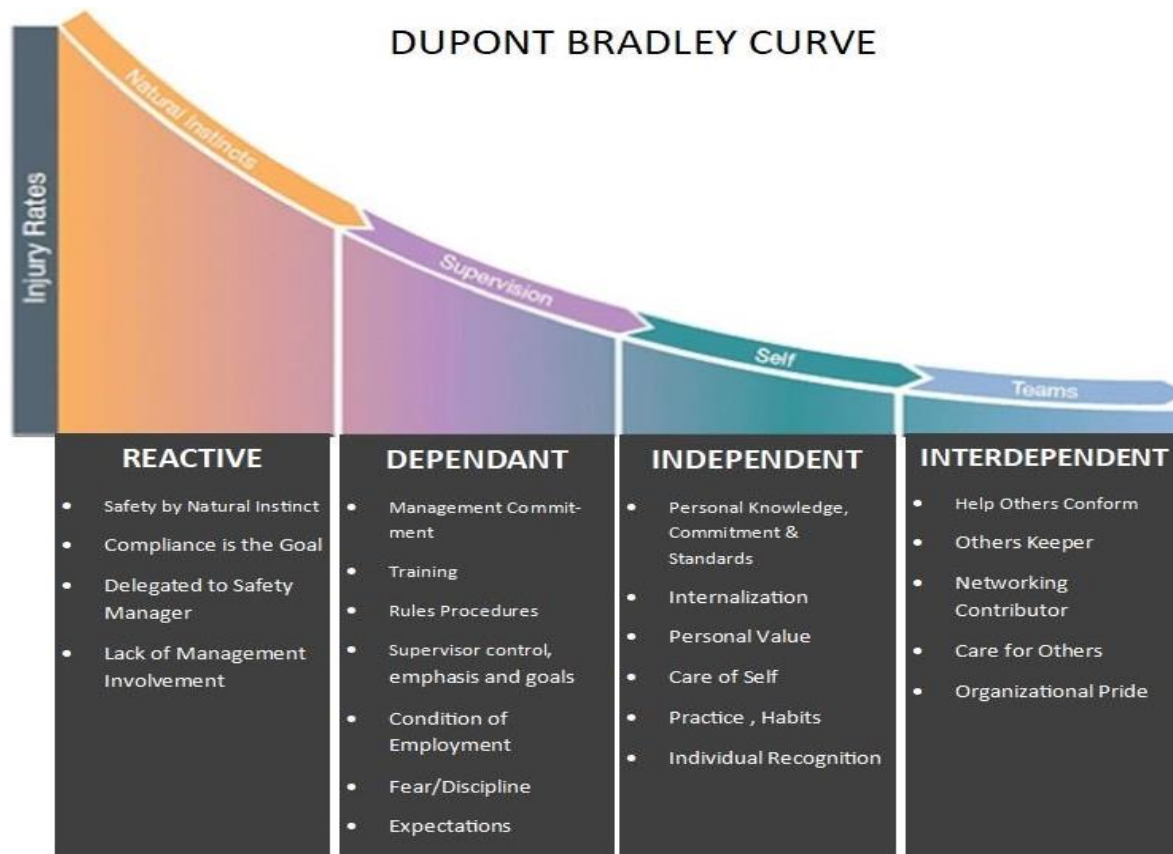 DUPONT BRADLEY CURVE
Injury Rates
Natural Instincts
Supervision
Self
Teams
REACTIVE
• Safety by Natural Instinct
• Compliance is the Goal
• Delegated to Safety
Manager
• Lack of Management
Involvement
DEPENDANT
• Management Commit-
ment
• Training
• Rules Procedures
• Supervisor control,
emphasis and goals
• Condition of
Employment
• Fear/Discipline
• Expectations
INDEPENDENT
• Personal Knowledge,
Commitment &
Standards
• Internalization
• Personal Value
• Care of Self
• Practice , Habits
• Individual Recognition
INTERDEPENDENT
• Help Others Conform
• Others Keeper
• Networking
Contributor
• Care for Others
• Organizational Pride